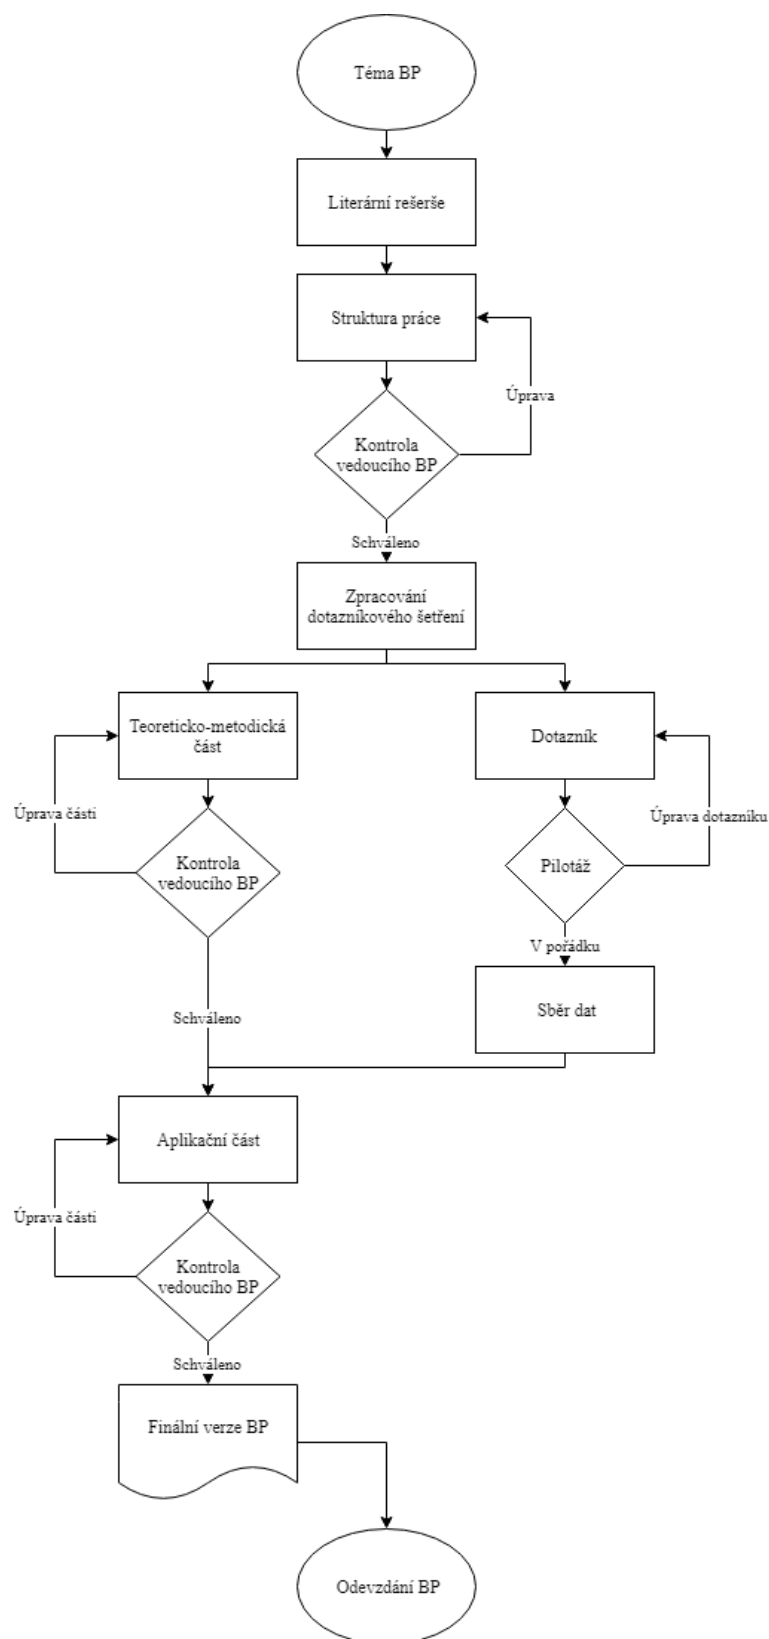 Téma BP
Literární rešerše
Struktura práce
Úprava
Kontrola
vedoucího BP
Schváleno
Zpracování
dotazníkového šetření
Teoreticko-metodická
část
Dotazník
Úprava části
Úprava dotazníku
Kontrola
vedoucího BP
Pilotáž
V pořádku
Schváleno
Sběr dat
Aplikační část
Úprava části
Kontrola
vedoucího BP
Schváleno
Finální verze BP
Odevzdání BP